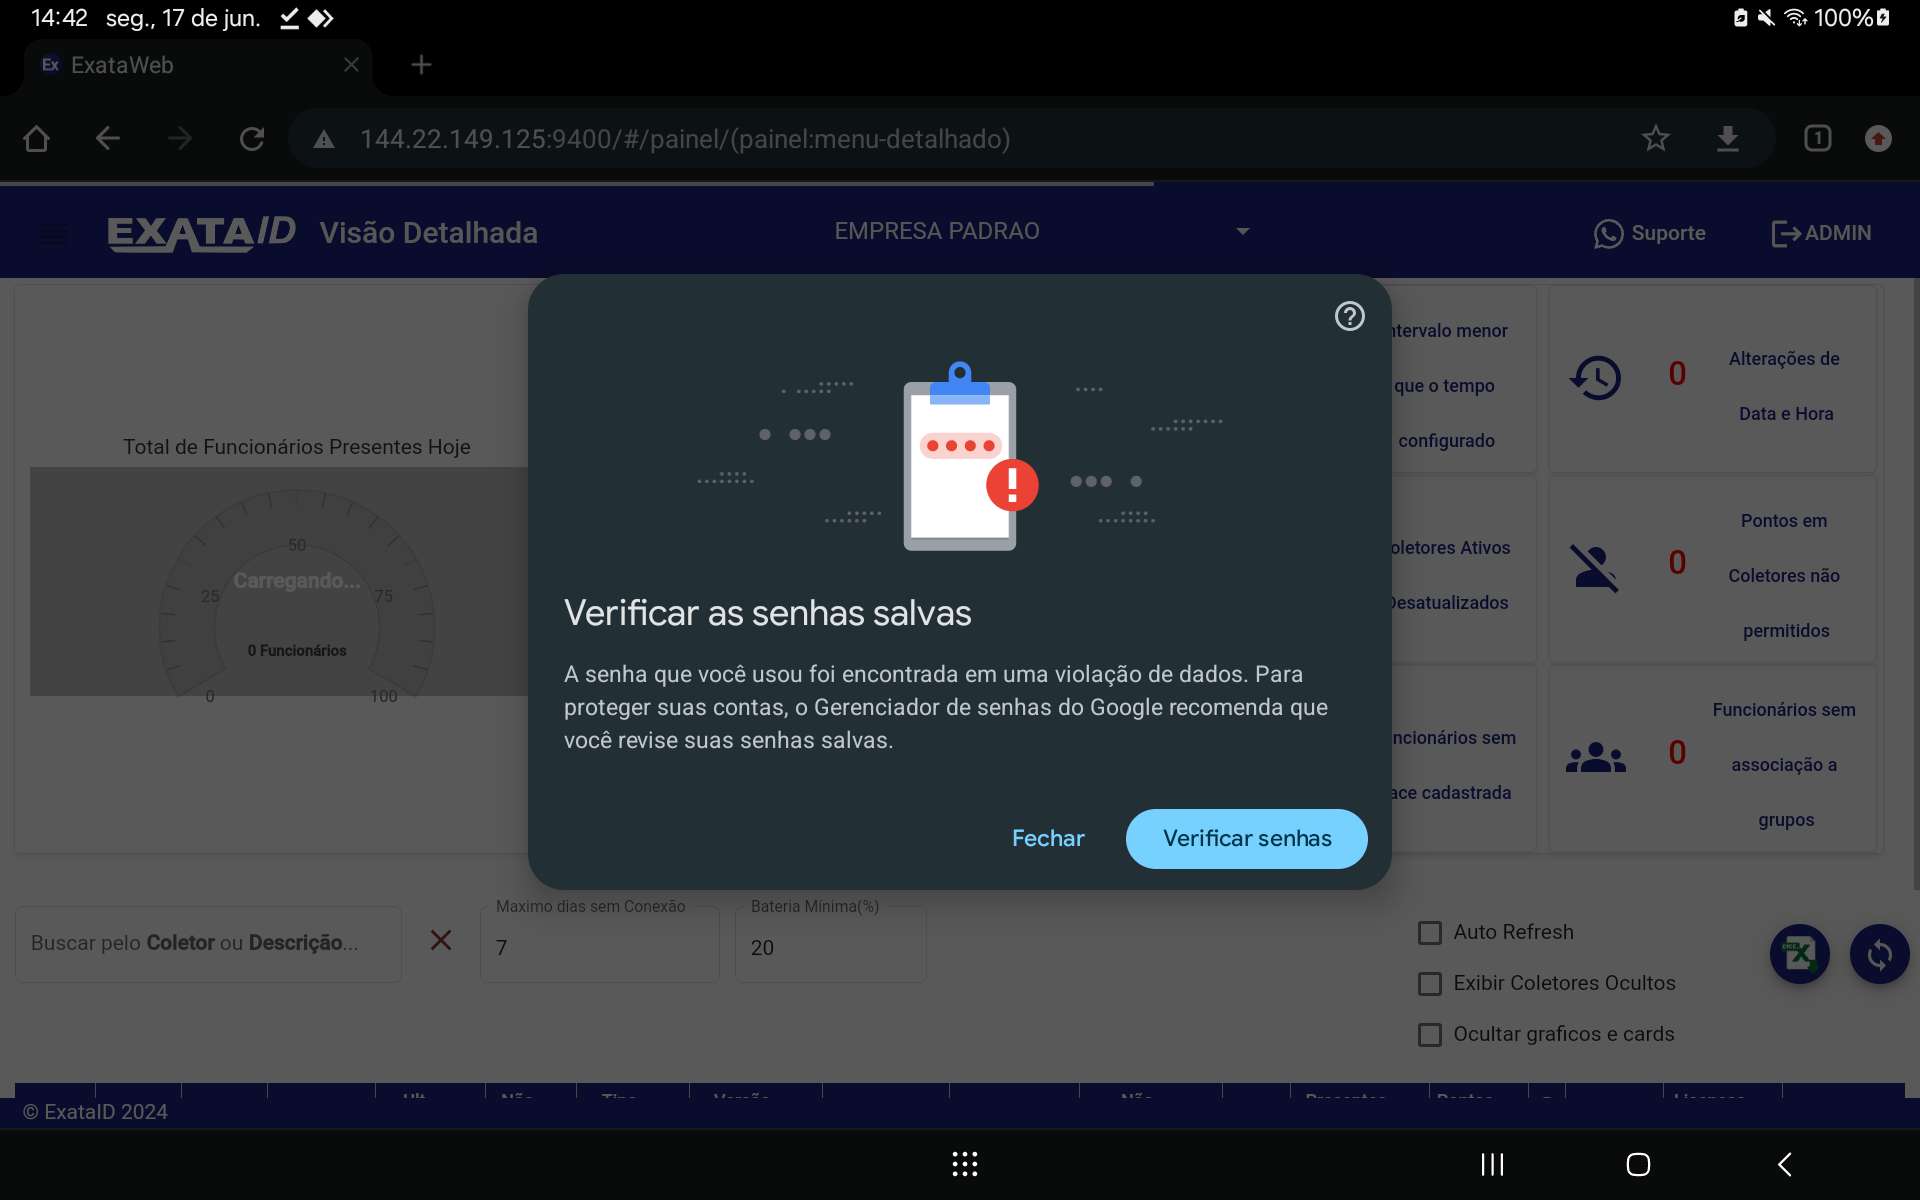 14:42 seg., 17 de jun.
100%
Ex ExataWeb
144.22.149.125:9400/#/painel/(painel:menu-detalhado)
1
EXATAID Visão Detalhada
EMPRESA PADRAO
Suporte
ADMIN
Total de Funcionários Presentes Hoje
50
Carregando...
25
75
0 Funcionários
0
100
ntervalo menor
que o tempo
configurado
0
Alterações de
Data e Hora
oletores Ativos
Desatualizados
0
Pontos em
Coletores não
permitidos
ncionários sem
ace cadastrada
0
Funcionários sem
associação a
grupos
Verificar as senhas salvas
A senha que você usou foi encontrada em uma violação de dados. Para
proteger suas contas, o Gerenciador de senhas do Google recomenda que
você revise suas senhas salvas.
Fechar
Verificar senhas
Buscar pelo Coletor ou Descrição...
Maximo dias sem Conexão
7
Bateria Mínima(%)
20
Auto Refresh
Exibir Coletores Ocultos
Ocultar graficos e cards
© ExataID 2024